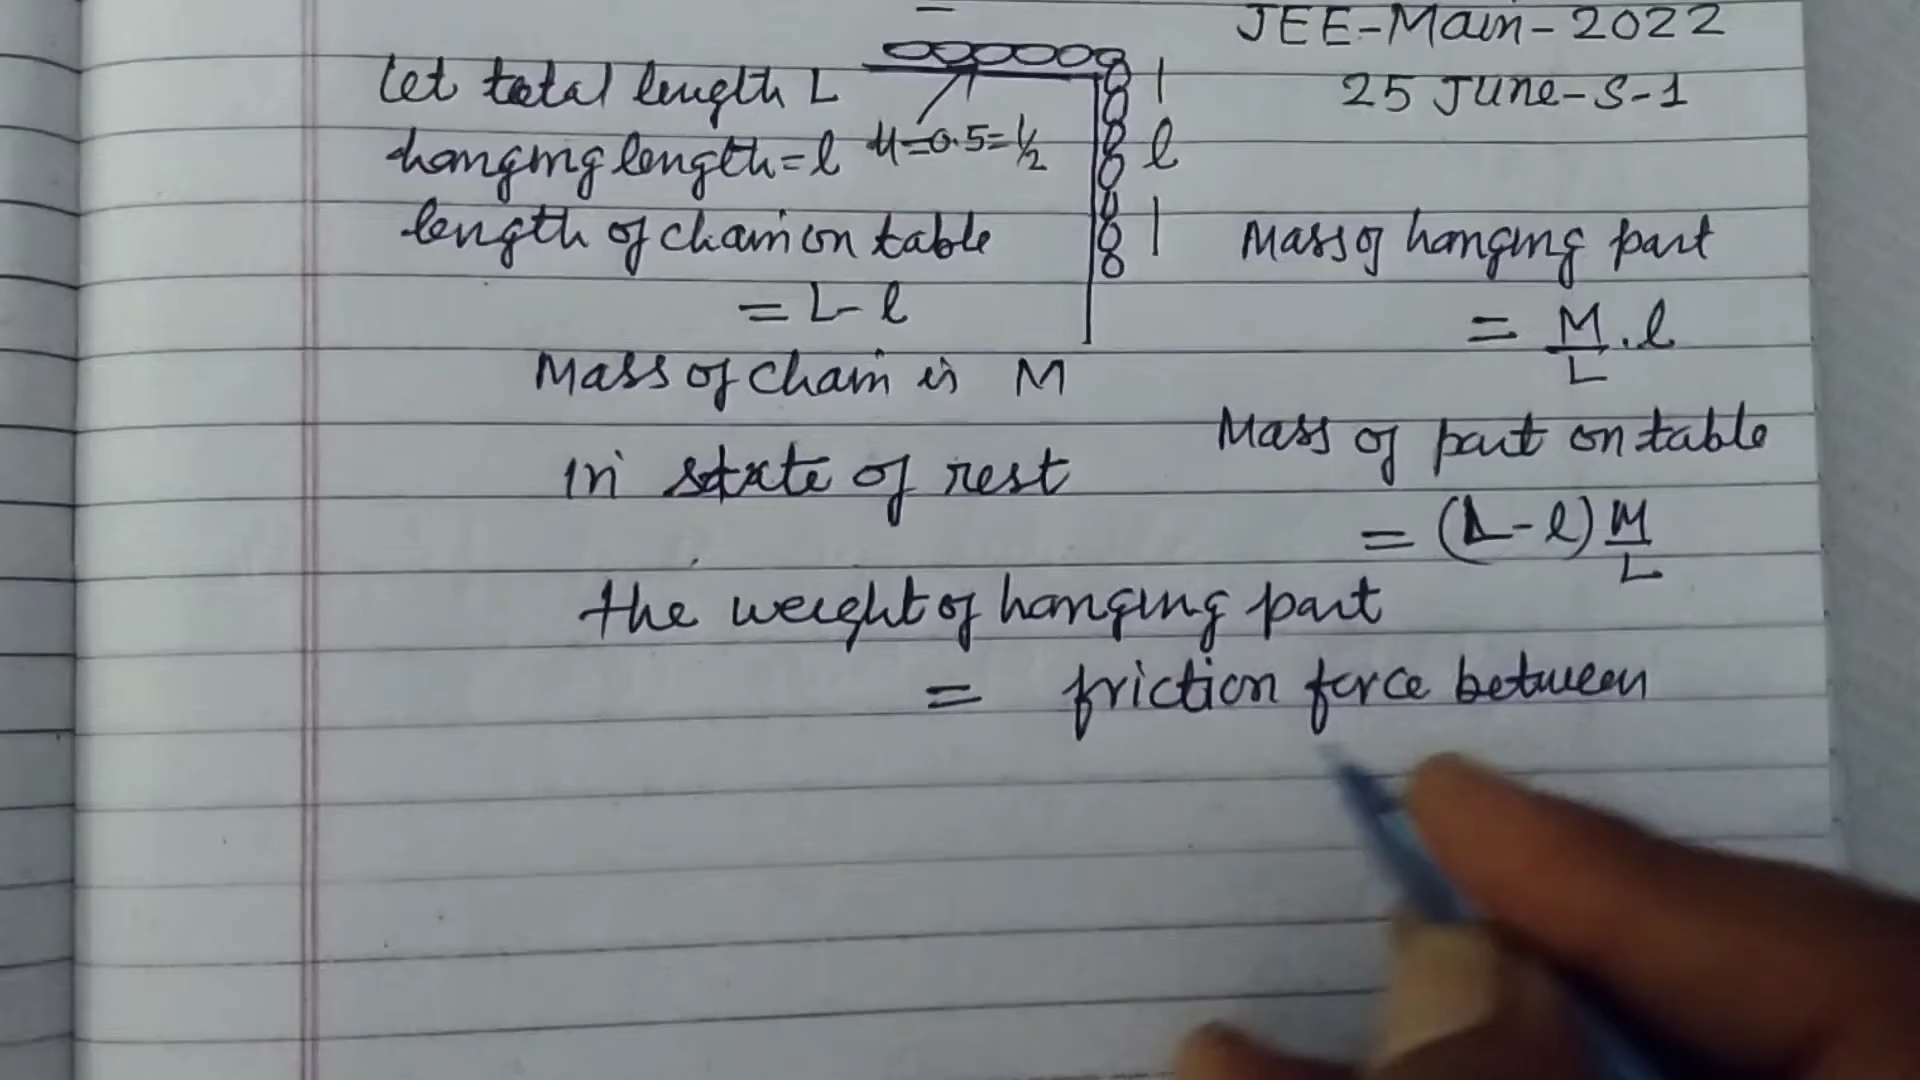 JEE-Main-2022
25 June-S-1
Let total length L
hanging length = l
μ=0.5=1/2
l
length of chain on table
= L-l
Mass of hanging part
= M/L . l
Mass of chain is M
Mass of part on table
= (L-l) M/L
in state of rest
the weight of hanging part
= friction force between